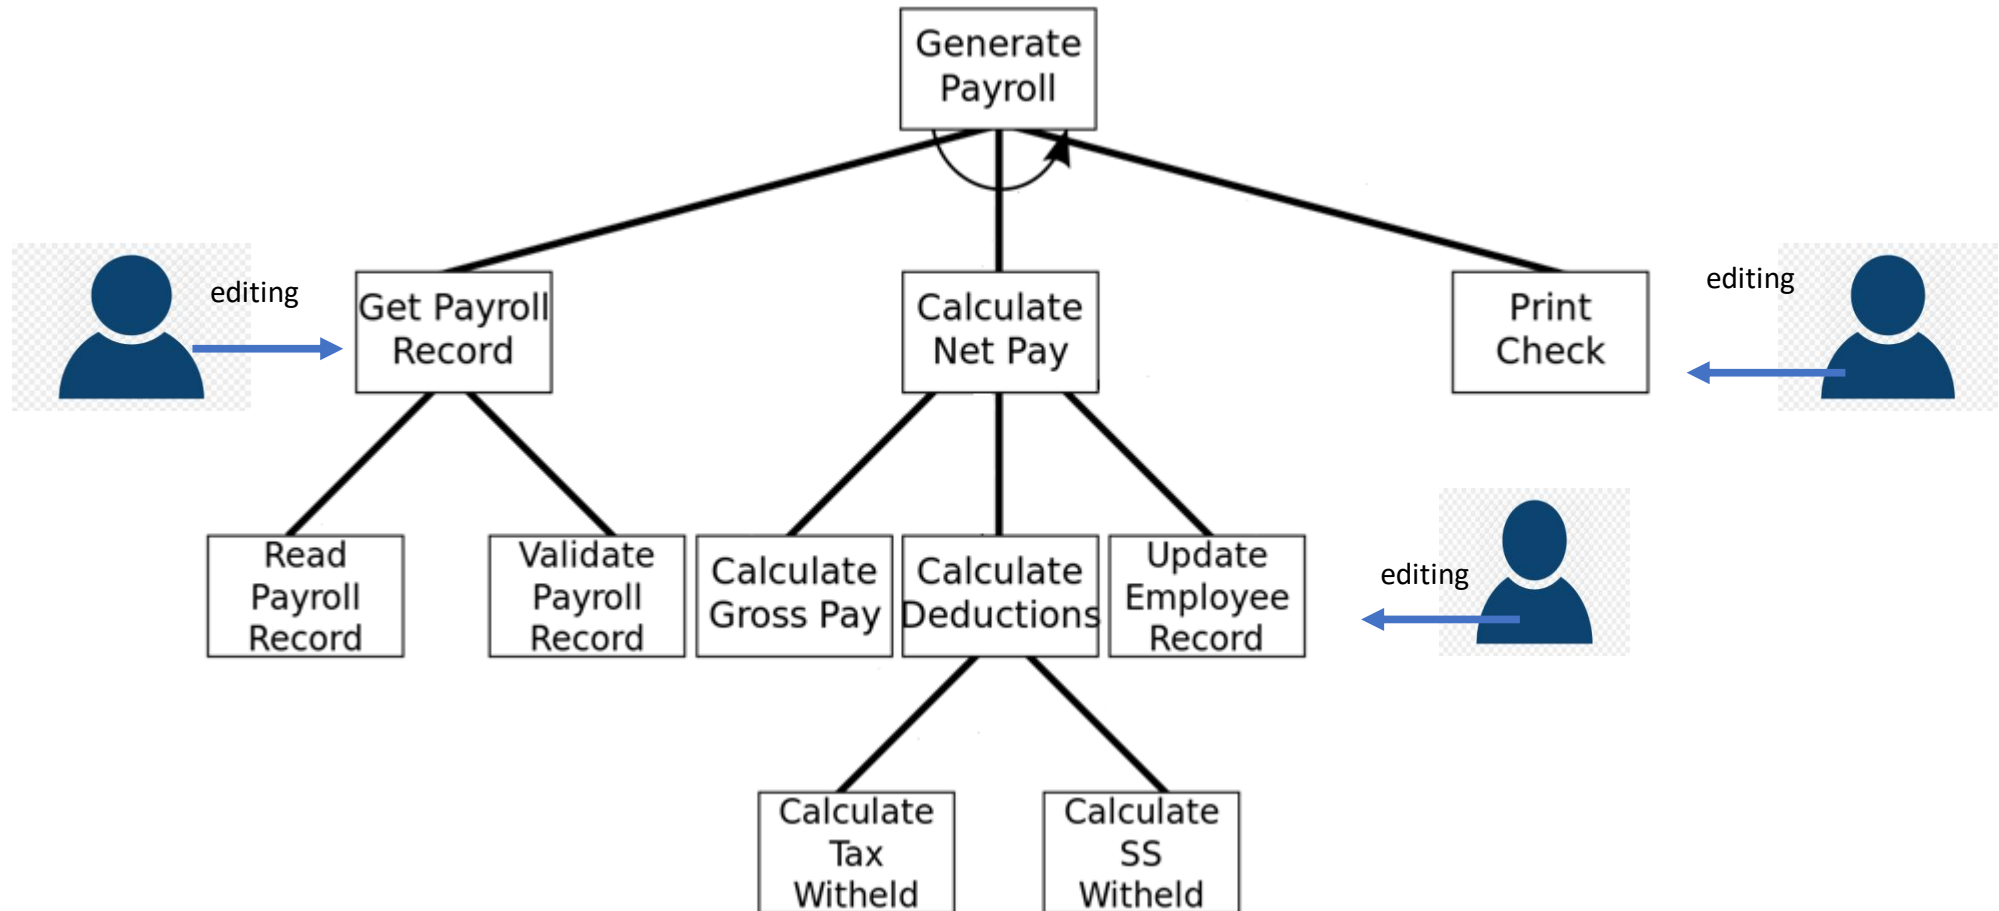 Generate
Payroll
editing
Get Payroll
Record
Calculate
Net Pay
Print
Check
editing
Read
Payroll
Record
Validate
Payroll
Record
Calculate
Gross Pay
Calculate
Deductions
Update
Employee
Record
editing
Calculate
Tax
Witheld
Calculate
SS
Witheld